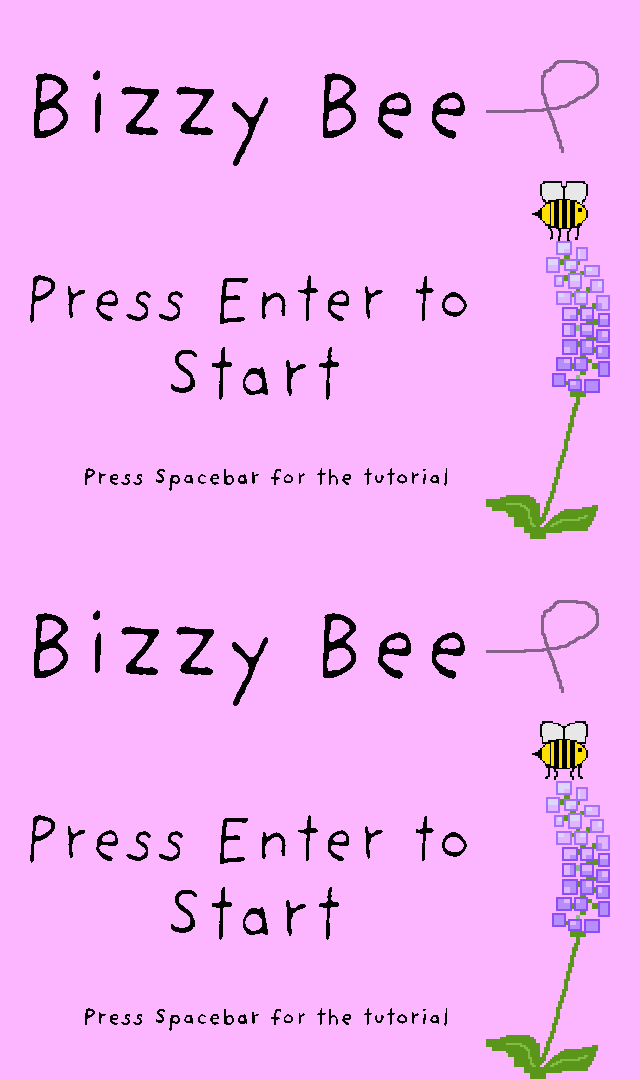 Bizzy Bee
Press Enter to
Start
Press Spacebar for the tutorial
Bizzy Bee
Press Enter to
Start
Press Spacebar for the tutorial